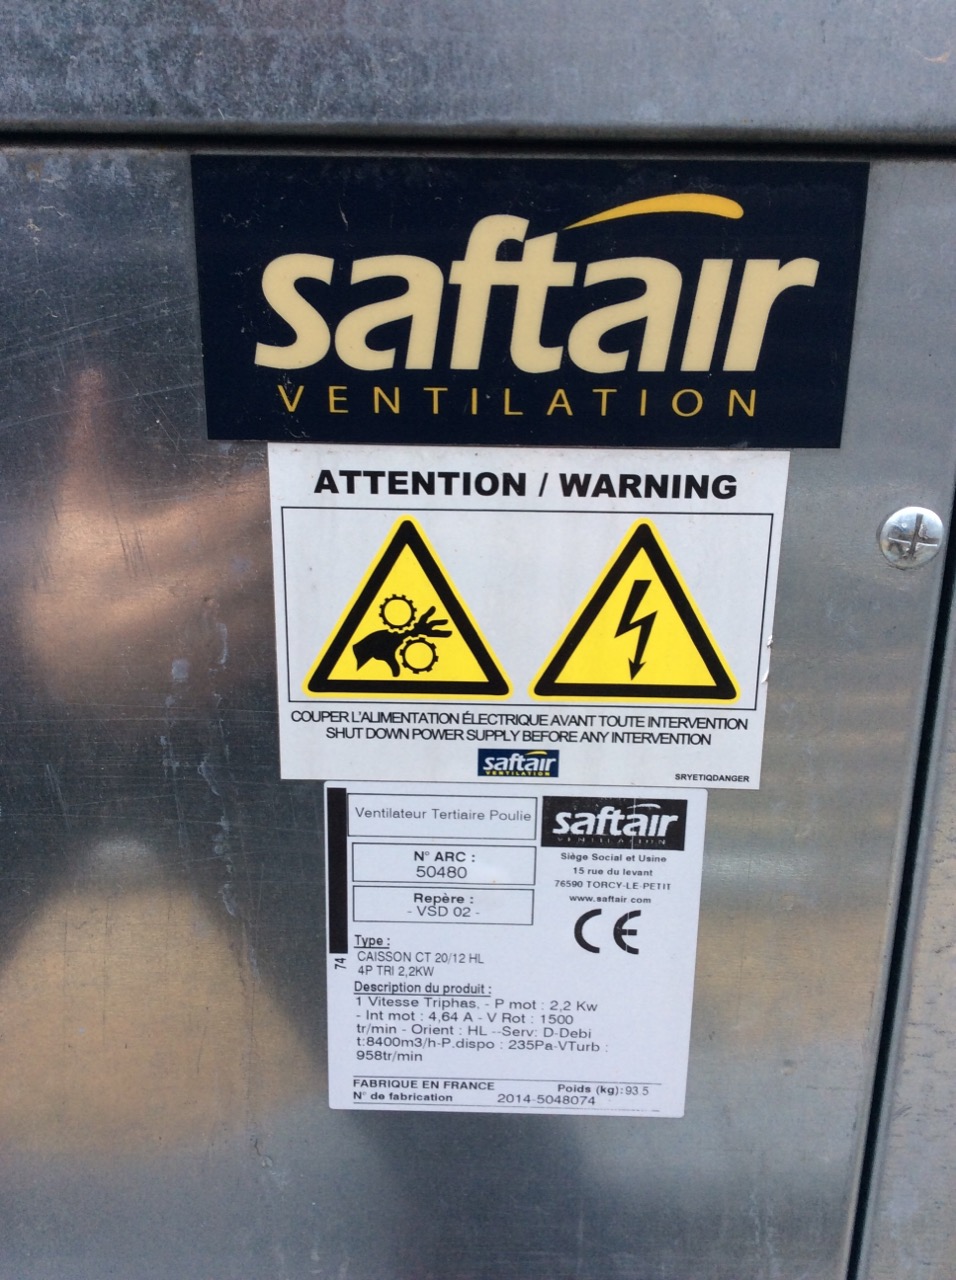 saftair
VENTILATION
ATTENTION / WARNING
COUPER L'ALIMENTATION ÉLECTRIQUE AVANT TOUTE INTERVENTION
SHUT DOWN POWER SUPPLY BEFORE ANY INTERVENTION
saftair
VENTILATION
SRYETIQDANGER
Ventilateur Tertiaire Poulie
saftair
VENTILATION
N° ARC :
50480
Siège Social et Usine
15 rue du levant
76590 TORCY-LE-PETIT
www.saftair.com
Repère :
- VSD 02 -
CE
74
Type :
CAISSON CT 20/12 HL
4P TRI 2,2KW
Description du produit :
1 Vitesse Triphas, - P mot : 2,2 Kw
- Int mot : 4,64 A - V Rot : 1500
tr/min - Orient : HL --Serv: D-Debi
t:8400m3/h-P.dispo : 235Pa-VTurb :
958tr/min
FABRIQUE EN FRANCE Poids (kg): 93.5
N° de fabrication 2014-5048074